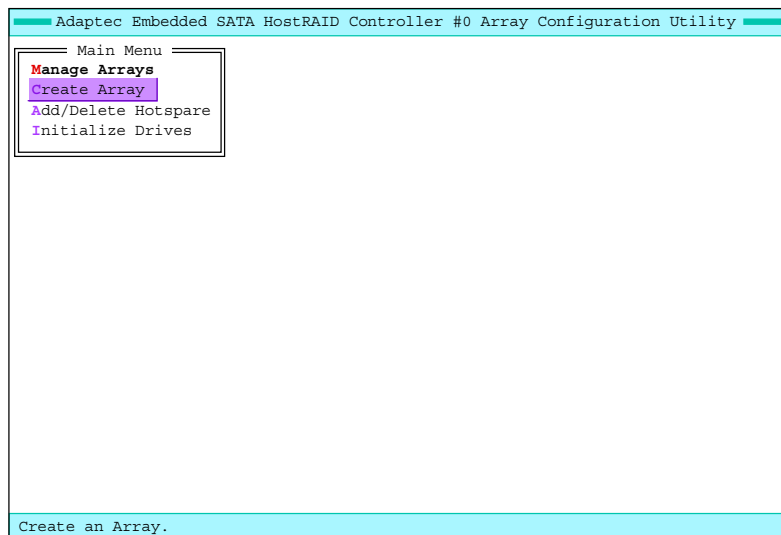 Adaptec Embedded SATA HostRAID Controller #0 Array Configuration Utility
Main Menu
Manage Arrays
Create Array
Add/Delete Hotspare
Initialize Drives
Create an Array.